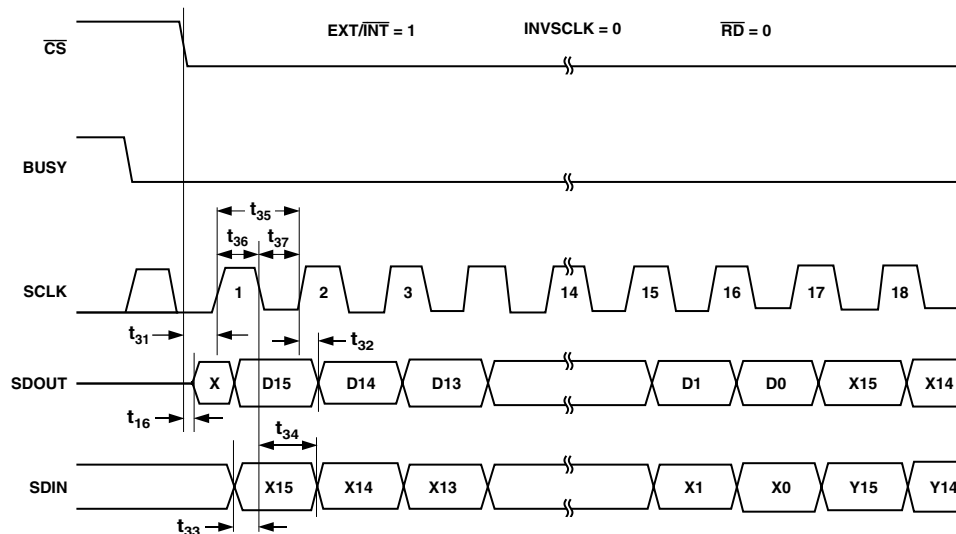 EXT/INT = 1 INVSCLK = 0 RD = 0
CS
BUSY
t35
t36 t37
SCLK 1 2 3 14 15 16 17 18
t31 t32
SDOUT X D15 D14 D13 D1 D0 X15 X14
t16 t34
SDIN X15 X14 X13 X1 X0 Y15 Y14
t33